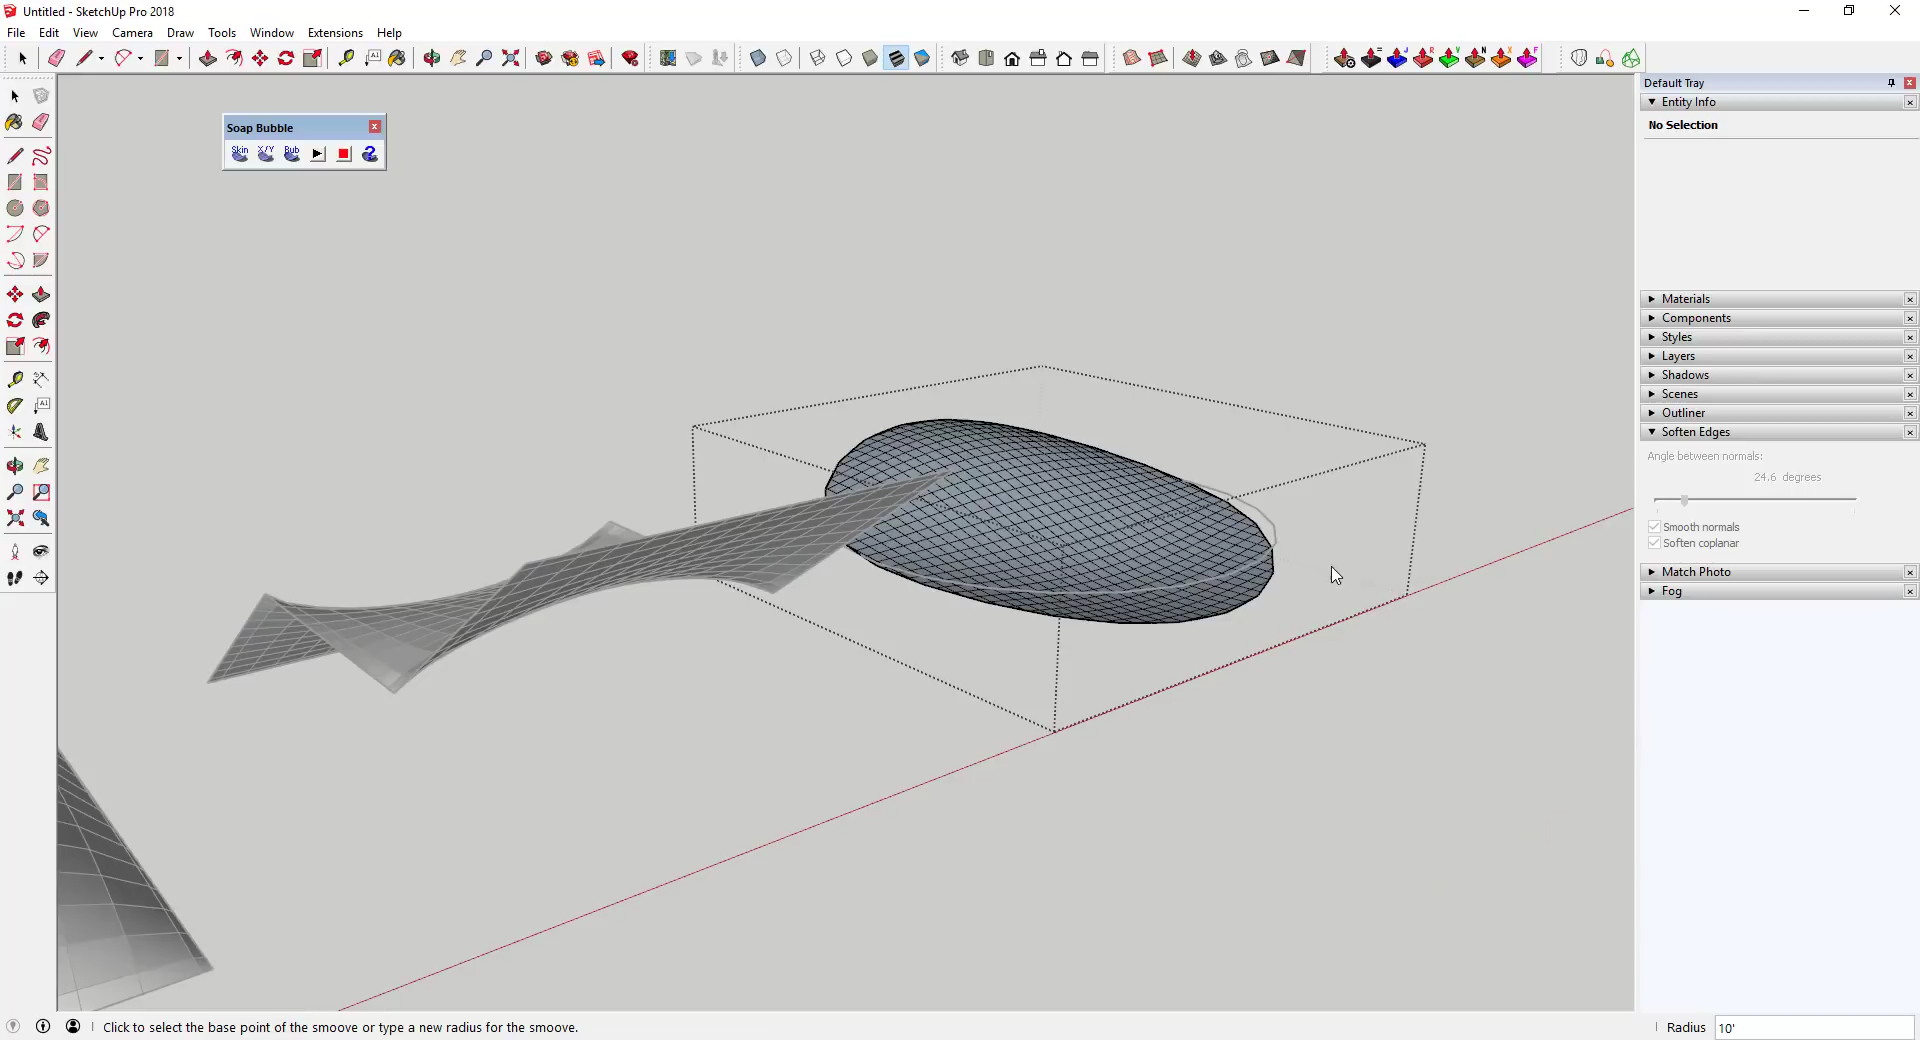 Untitled - SketchUp Pro 2018
File Edit View Camera Draw Tools Window Extensions Help
Default Tray
Entity Info
No Selection
Soap Bubble
Skin X/Y Bub
Materials
Components
Styles
Layers
Shadows
Scenes
Outliner
Soften Edges
Angle between normals:
24.6 degrees
Smooth normals
Soften coplanar
Match Photo
Fog
Click to select the base point of the smoove or type a new radius for the smoove.
Radius 10'